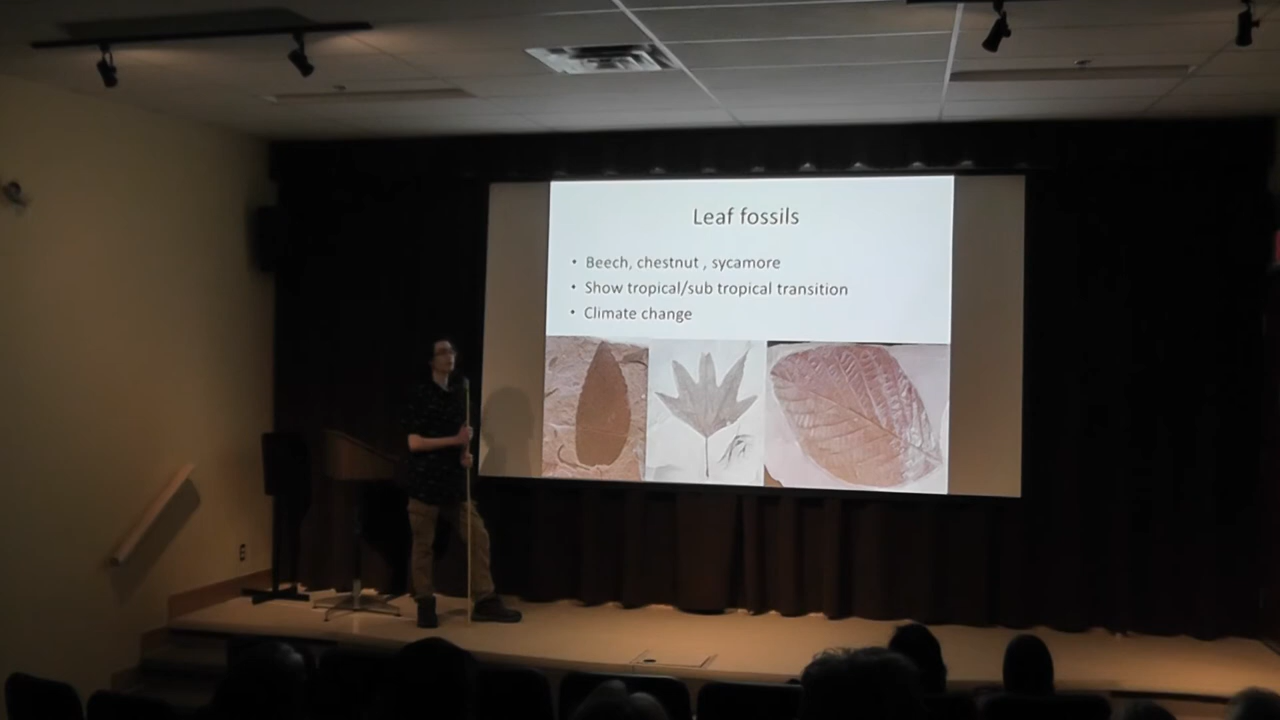 Leaf fossils
• Beech, chestnut , sycamore
• Show tropical/sub tropical transition
• Climate change